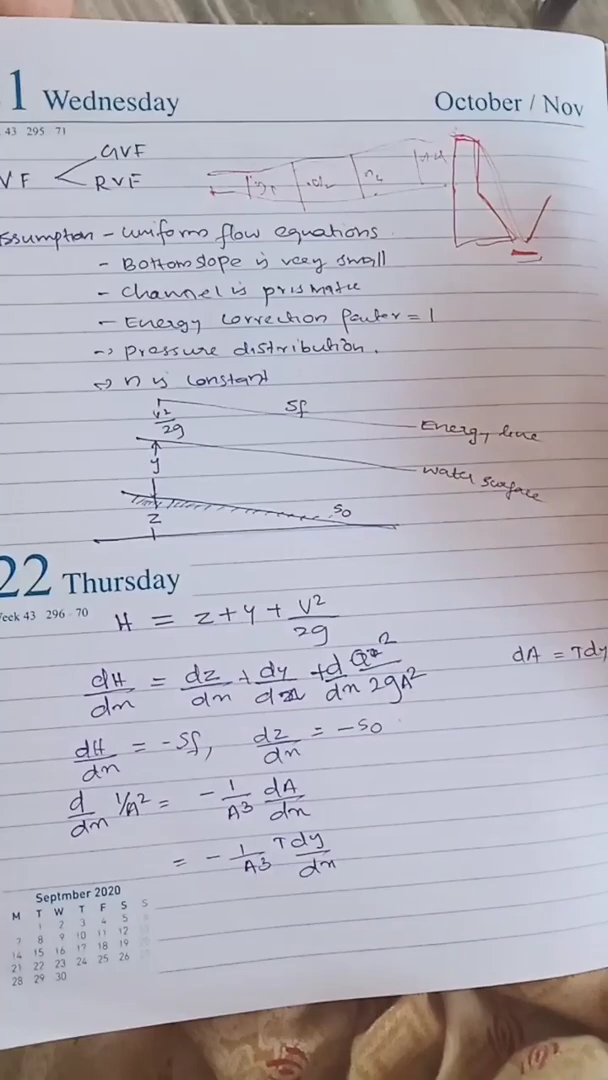 1 Wednesday October / Nov
43 295 71
VF GVF
RVF
ssumption - uniform flow equations
- Bottom slope is very small
- Channel is prismatic
- Energy correction factor = 1
-> pressure distribution.
=> n is constant
v²/2g Sf Energy line
y water surface
z So
22 Thursday
Week 43 296 - 70
H = z + y + v²/2g
dH/dx = dz/dx + dy/dx + d/dx Q²/2gA² dA = Tdy
dH/dx = -Sf, dz/dx = -So
d/dx 1/A² = -1/A³ dA/dx
= -1/A³ Tdy/dx
Septmber 2020
M T W T F S S
1 2 3 4 5 6
7 8 9 10 11 12
14 15 16 17 18 19
21 22 23 24 25 26
28 29 30